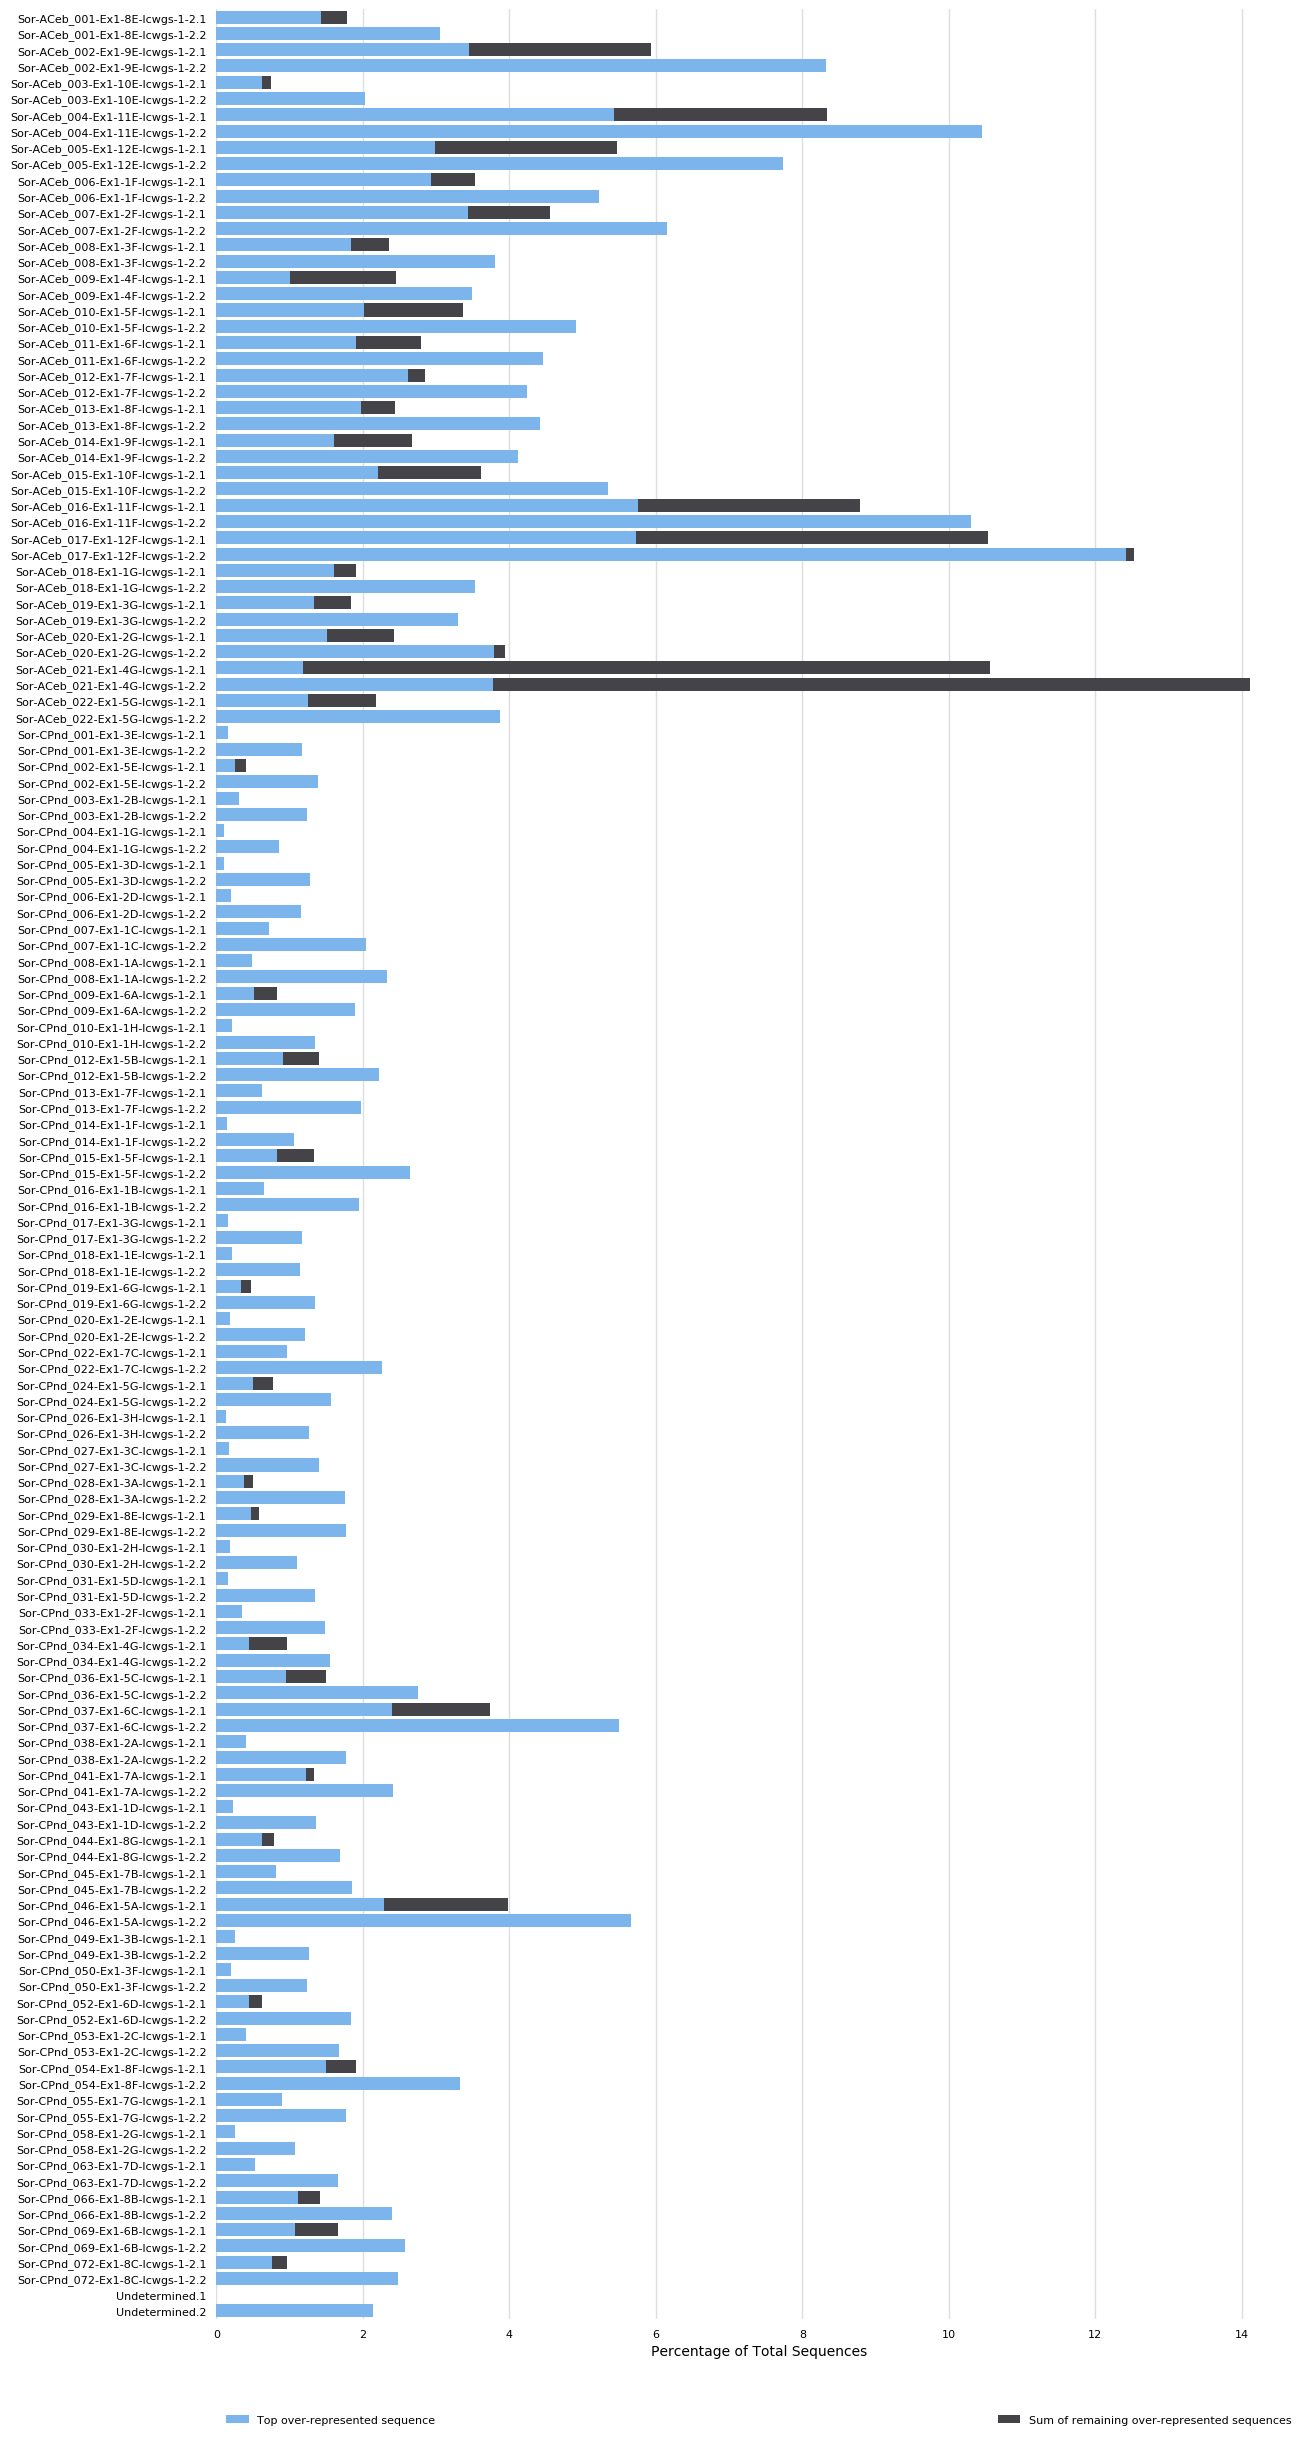 Sor-ACeb_001-Ex1-8E-lcwgs-1-2.1
Sor-ACeb_001-Ex1-8E-lcwgs-1-2.2
Sor-ACeb_002-Ex1-9E-lcwgs-1-2.1
Sor-ACeb_002-Ex1-9E-lcwgs-1-2.2
Sor-ACeb_003-Ex1-10E-lcwgs-1-2.1
Sor-ACeb_003-Ex1-10E-lcwgs-1-2.2
Sor-ACeb_004-Ex1-11E-lcwgs-1-2.1
Sor-ACeb_004-Ex1-11E-lcwgs-1-2.2
Sor-ACeb_005-Ex1-12E-lcwgs-1-2.1
Sor-ACeb_005-Ex1-12E-lcwgs-1-2.2
Sor-ACeb_006-Ex1-1F-lcwgs-1-2.1
Sor-ACeb_006-Ex1-1F-lcwgs-1-2.2
Sor-ACeb_007-Ex1-2F-lcwgs-1-2.1
Sor-ACeb_007-Ex1-2F-lcwgs-1-2.2
Sor-ACeb_008-Ex1-3F-lcwgs-1-2.1
Sor-ACeb_008-Ex1-3F-lcwgs-1-2.2
Sor-ACeb_009-Ex1-4F-lcwgs-1-2.1
Sor-ACeb_009-Ex1-4F-lcwgs-1-2.2
Sor-ACeb_010-Ex1-5F-lcwgs-1-2.1
Sor-ACeb_010-Ex1-5F-lcwgs-1-2.2
Sor-ACeb_011-Ex1-6F-lcwgs-1-2.1
Sor-ACeb_011-Ex1-6F-lcwgs-1-2.2
Sor-ACeb_012-Ex1-7F-lcwgs-1-2.1
Sor-ACeb_012-Ex1-7F-lcwgs-1-2.2
Sor-ACeb_013-Ex1-8F-lcwgs-1-2.1
Sor-ACeb_013-Ex1-8F-lcwgs-1-2.2
Sor-ACeb_014-Ex1-9F-lcwgs-1-2.1
Sor-ACeb_014-Ex1-9F-lcwgs-1-2.2
Sor-ACeb_015-Ex1-10F-lcwgs-1-2.1
Sor-ACeb_015-Ex1-10F-lcwgs-1-2.2
Sor-ACeb_016-Ex1-11F-lcwgs-1-2.1
Sor-ACeb_016-Ex1-11F-lcwgs-1-2.2
Sor-ACeb_017-Ex1-12F-lcwgs-1-2.1
Sor-ACeb_017-Ex1-12F-lcwgs-1-2.2
Sor-ACeb_018-Ex1-1G-lcwgs-1-2.1
Sor-ACeb_018-Ex1-1G-lcwgs-1-2.2
Sor-ACeb_019-Ex1-3G-lcwgs-1-2.1
Sor-ACeb_019-Ex1-3G-lcwgs-1-2.2
Sor-ACeb_020-Ex1-2G-lcwgs-1-2.1
Sor-ACeb_020-Ex1-2G-lcwgs-1-2.2
Sor-ACeb_021-Ex1-4G-lcwgs-1-2.1
Sor-ACeb_021-Ex1-4G-lcwgs-1-2.2
Sor-ACeb_022-Ex1-5G-lcwgs-1-2.1
Sor-ACeb_022-Ex1-5G-lcwgs-1-2.2
Sor-CPnd_001-Ex1-3E-lcwgs-1-2.1
Sor-CPnd_001-Ex1-3E-lcwgs-1-2.2
Sor-CPnd_002-Ex1-5E-lcwgs-1-2.1
Sor-CPnd_002-Ex1-5E-lcwgs-1-2.2
Sor-CPnd_003-Ex1-2B-lcwgs-1-2.1
Sor-CPnd_003-Ex1-2B-lcwgs-1-2.2
Sor-CPnd_004-Ex1-1G-lcwgs-1-2.1
Sor-CPnd_004-Ex1-1G-lcwgs-1-2.2
Sor-CPnd_005-Ex1-3D-lcwgs-1-2.1
Sor-CPnd_005-Ex1-3D-lcwgs-1-2.2
Sor-CPnd_006-Ex1-2D-lcwgs-1-2.1
Sor-CPnd_006-Ex1-2D-lcwgs-1-2.2
Sor-CPnd_007-Ex1-1C-lcwgs-1-2.1
Sor-CPnd_007-Ex1-1C-lcwgs-1-2.2
Sor-CPnd_008-Ex1-1A-lcwgs-1-2.1
Sor-CPnd_008-Ex1-1A-lcwgs-1-2.2
Sor-CPnd_009-Ex1-6A-lcwgs-1-2.1
Sor-CPnd_009-Ex1-6A-lcwgs-1-2.2
Sor-CPnd_010-Ex1-1H-lcwgs-1-2.1
Sor-CPnd_010-Ex1-1H-lcwgs-1-2.2
Sor-CPnd_012-Ex1-5B-lcwgs-1-2.1
Sor-CPnd_012-Ex1-5B-lcwgs-1-2.2
Sor-CPnd_013-Ex1-7F-lcwgs-1-2.1
Sor-CPnd_013-Ex1-7F-lcwgs-1-2.2
Sor-CPnd_014-Ex1-1F-lcwgs-1-2.1
Sor-CPnd_014-Ex1-1F-lcwgs-1-2.2
Sor-CPnd_015-Ex1-5F-lcwgs-1-2.1
Sor-CPnd_015-Ex1-5F-lcwgs-1-2.2
Sor-CPnd_016-Ex1-1B-lcwgs-1-2.1
Sor-CPnd_016-Ex1-1B-lcwgs-1-2.2
Sor-CPnd_017-Ex1-3G-lcwgs-1-2.1
Sor-CPnd_017-Ex1-3G-lcwgs-1-2.2
Sor-CPnd_018-Ex1-1E-lcwgs-1-2.1
Sor-CPnd_018-Ex1-1E-lcwgs-1-2.2
Sor-CPnd_019-Ex1-6G-lcwgs-1-2.1
Sor-CPnd_019-Ex1-6G-lcwgs-1-2.2
Sor-CPnd_020-Ex1-2E-lcwgs-1-2.1
Sor-CPnd_020-Ex1-2E-lcwgs-1-2.2
Sor-CPnd_022-Ex1-7C-lcwgs-1-2.1
Sor-CPnd_022-Ex1-7C-lcwgs-1-2.2
Sor-CPnd_024-Ex1-5G-lcwgs-1-2.1
Sor-CPnd_024-Ex1-5G-lcwgs-1-2.2
Sor-CPnd_026-Ex1-3H-lcwgs-1-2.1
Sor-CPnd_026-Ex1-3H-lcwgs-1-2.2
Sor-CPnd_027-Ex1-3C-lcwgs-1-2.1
Sor-CPnd_027-Ex1-3C-lcwgs-1-2.2
Sor-CPnd_028-Ex1-3A-lcwgs-1-2.1
Sor-CPnd_028-Ex1-3A-lcwgs-1-2.2
Sor-CPnd_029-Ex1-8E-lcwgs-1-2.1
Sor-CPnd_029-Ex1-8E-lcwgs-1-2.2
Sor-CPnd_030-Ex1-2H-lcwgs-1-2.1
Sor-CPnd_030-Ex1-2H-lcwgs-1-2.2
Sor-CPnd_031-Ex1-5D-lcwgs-1-2.1
Sor-CPnd_031-Ex1-5D-lcwgs-1-2.2
Sor-CPnd_033-Ex1-2F-lcwgs-1-2.1
Sor-CPnd_033-Ex1-2F-lcwgs-1-2.2
Sor-CPnd_034-Ex1-4G-lcwgs-1-2.1
Sor-CPnd_034-Ex1-4G-lcwgs-1-2.2
Sor-CPnd_036-Ex1-5C-lcwgs-1-2.1
Sor-CPnd_036-Ex1-5C-lcwgs-1-2.2
Sor-CPnd_037-Ex1-6C-lcwgs-1-2.1
Sor-CPnd_037-Ex1-6C-lcwgs-1-2.2
Sor-CPnd_038-Ex1-2A-lcwgs-1-2.1
Sor-CPnd_038-Ex1-2A-lcwgs-1-2.2
Sor-CPnd_041-Ex1-7A-lcwgs-1-2.1
Sor-CPnd_041-Ex1-7A-lcwgs-1-2.2
Sor-CPnd_043-Ex1-1D-lcwgs-1-2.1
Sor-CPnd_043-Ex1-1D-lcwgs-1-2.2
Sor-CPnd_044-Ex1-8G-lcwgs-1-2.1
Sor-CPnd_044-Ex1-8G-lcwgs-1-2.2
Sor-CPnd_045-Ex1-7B-lcwgs-1-2.1
Sor-CPnd_045-Ex1-7B-lcwgs-1-2.2
Sor-CPnd_046-Ex1-5A-lcwgs-1-2.1
Sor-CPnd_046-Ex1-5A-lcwgs-1-2.2
Sor-CPnd_049-Ex1-3B-lcwgs-1-2.1
Sor-CPnd_049-Ex1-3B-lcwgs-1-2.2
Sor-CPnd_050-Ex1-3F-lcwgs-1-2.1
Sor-CPnd_050-Ex1-3F-lcwgs-1-2.2
Sor-CPnd_052-Ex1-6D-lcwgs-1-2.1
Sor-CPnd_052-Ex1-6D-lcwgs-1-2.2
Sor-CPnd_053-Ex1-2C-lcwgs-1-2.1
Sor-CPnd_053-Ex1-2C-lcwgs-1-2.2
Sor-CPnd_054-Ex1-8F-lcwgs-1-2.1
Sor-CPnd_054-Ex1-8F-lcwgs-1-2.2
Sor-CPnd_055-Ex1-7G-lcwgs-1-2.1
Sor-CPnd_055-Ex1-7G-lcwgs-1-2.2
Sor-CPnd_058-Ex1-2G-lcwgs-1-2.1
Sor-CPnd_058-Ex1-2G-lcwgs-1-2.2
Sor-CPnd_063-Ex1-7D-lcwgs-1-2.1
Sor-CPnd_063-Ex1-7D-lcwgs-1-2.2
Sor-CPnd_066-Ex1-8B-lcwgs-1-2.1
Sor-CPnd_066-Ex1-8B-lcwgs-1-2.2
Sor-CPnd_069-Ex1-6B-lcwgs-1-2.1
Sor-CPnd_069-Ex1-6B-lcwgs-1-2.2
Sor-CPnd_072-Ex1-8C-lcwgs-1-2.1
Sor-CPnd_072-Ex1-8C-lcwgs-1-2.2
Undetermined.1
Undetermined.2
0 2 4 6 8 10 12 14
Percentage of Total Sequences
Top over-represented sequence
Sum of remaining over-represented sequences